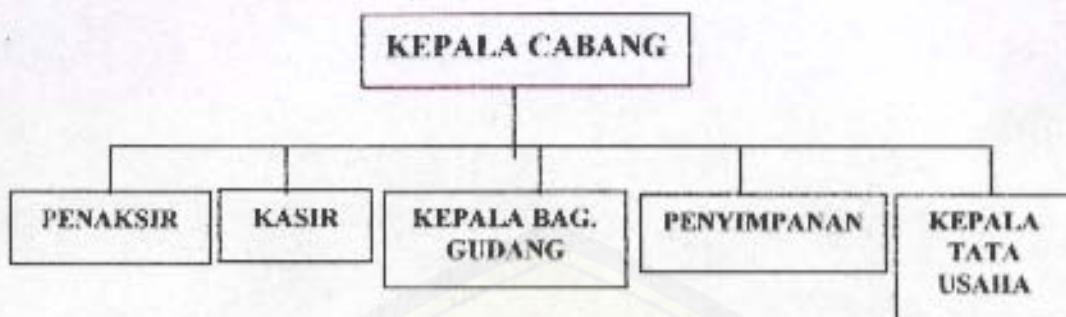 KEPALA CABANG
PENAKSIR
KASIR
KEPALA BAG.
GUDANG
PENYIMPANAN
KEPALA
TATA
USAHA